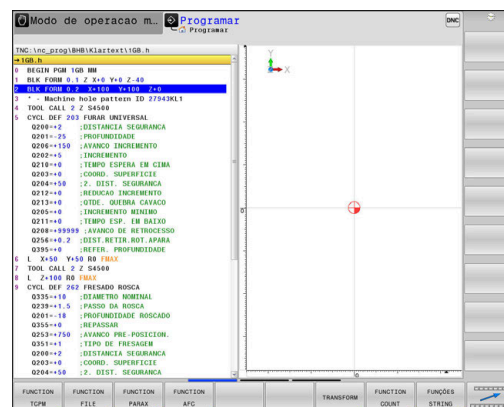 Modo de operacao m...
Programar
Programar
DNC
TNC:\nc_prog\BHB\Klartext\1GB.h
→1GB.h
0 BEGIN PGM 1GB MM
1 BLK FORM 0.1 Z X+0 Y+0 Z-40
2 BLK FORM 0.2 X+100 Y+100 Z+0
3 * - Machine hole pattern ID 27943KL1
4 TOOL CALL 2 Z S4500
5 CYCL DEF 203 FURAR UNIVERSAL
Q200=+2 ;DISTANCIA SEGURANCA
Q201=-25 ;PROFUNDIDADE
Q206=+150 ;AVANCO INCREMENTO
Q202=+5 ;INCREMENTO
Q210=+0 ;TEMPO ESPERA EM CIMA
Q203=+0 ;COORD. SUPERFICIE
Q204=+50 ;2. DIST. SEGURANCA
Q212=+0 ;REDUCAO INCREMENTO
Q213=+0 ;QTDE. QUEBRA CAVACO
Q205=+0 ;INCREMENTO MINIMO
Q211=+0 ;TEMPO ESP. EM BAIXO
Q208=+99999 ;AVANCO DE RETROCESSO
Q256=+0.2 ;DIST.RETIR.ROT.APARA
Q395=+0 ;REFER. PROFUNDIDADE
6 L X+50 Y+50 R0 FMAX
7 TOOL CALL 2 Z S4500
8 L Z+100 R0 FMAX
9 CYCL DEF 262 FRESADO ROSCA
Q335=+10 ;DIAMETRO NOMINAL
Q239=+1.5 ;PASSO DA ROSCA
Q201=-18 ;PROFUNDIDADE ROSCADO
Q355=+0 ;REPASSAR
Q253=+750 ;AVANCO PRE-POSICION.
Q351=+1 ;TIPO DE FRESAGEM
Q200=+2 ;DISTANCIA SEGURANCA
Q203=+0 ;COORD. SUPERFICIE
Q204=+50 ;2. DIST. SEGURANCA
Y
X
0
0
FUNCTION TCPM
FUNCTION FILE
FUNCTION PARAX
FUNCTION AFC
TRANSFORM
FUNCTION COUNT
FUNÇÕES STRING